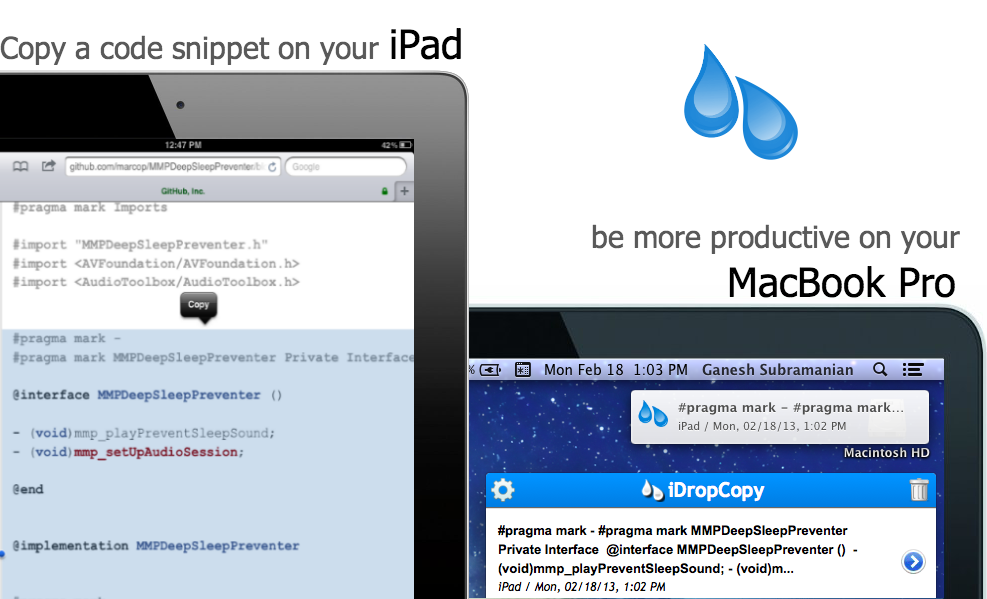 Copy a code snippet on your iPad
12:47 PM
42%
github.com/marcop/MMPDeepSleepPreventer/bl
Google
GitHub, Inc.
#pragma mark Imports
#import "MMPDeepSleepPreventer.h"
#import <AVFoundation/AVFoundation.h>
#import <AudioToolbox/AudioToolbox.h>
Copy
#pragma mark -
#pragma mark MMPDeepSleepPreventer Private Interface
@interface MMPDeepSleepPreventer ()
- (void)mmp_playPreventSleepSound;
- (void)mmp_setUpAudioSession;
@end
@implementation MMPDeepSleepPreventer
be more productive on your
MacBook Pro
% Mon Feb 18 1:03 PM Ganesh Subramanian
#pragma mark - #pragma mark...
iPad / Mon, 02/18/13, 1:02 PM
Macintosh HD
iDropCopy
#pragma mark - #pragma mark MMPDeepSleepPreventer
Private Interface @interface MMPDeepSleepPreventer () -
(void)mmp_playPreventSleepSound; - (void)m...
iPad / Mon, 02/18/13, 1:02 PM